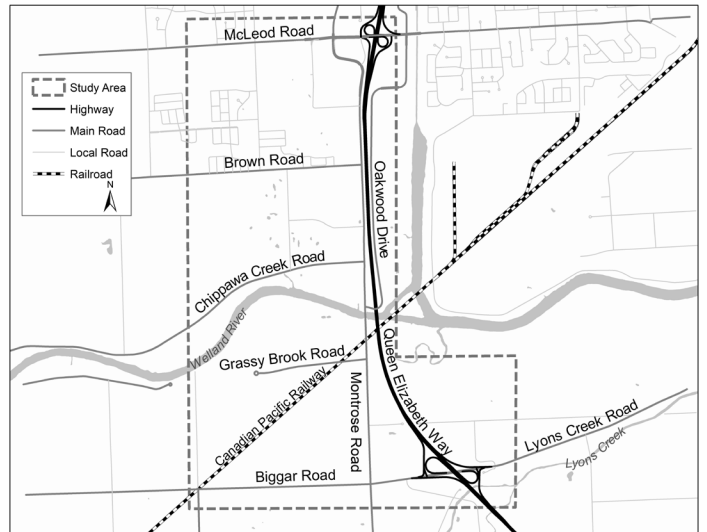 McLeod Road
Study Area
Highway
Main Road
Local Road
Railroad
N
Brown Road
Oakwood Drive
Chippawa Creek Road
Welland River
Grassy Brook Road
Queen Elizabeth Way
Canadian Pacific Railway
Montrose Road
Lyons Creek Road
Lyons Creek
Biggar Road